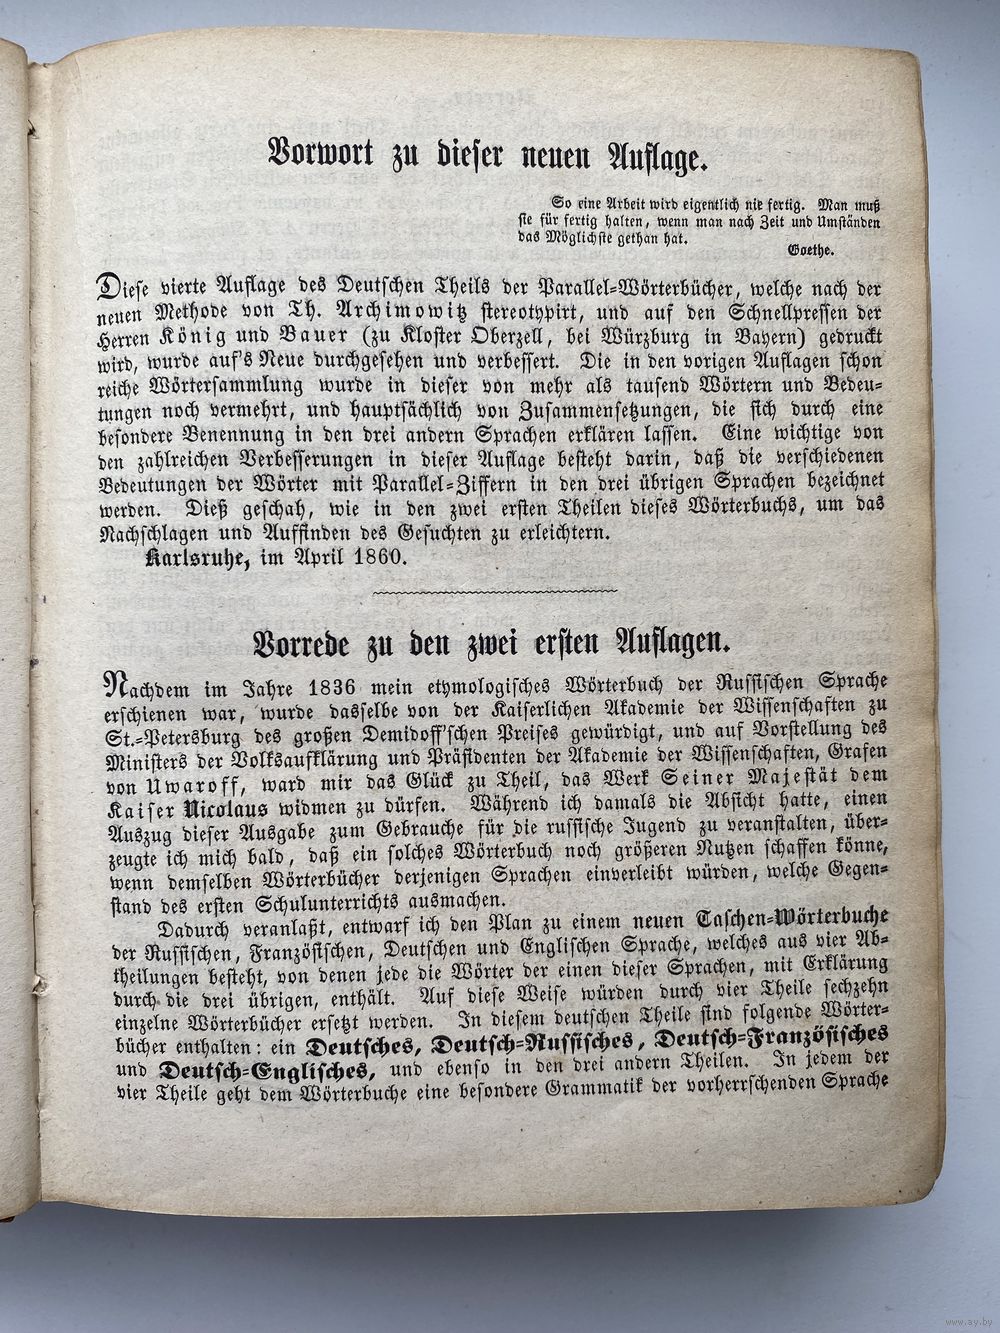 Vorwort zu dieser neuen Auflage.
So eine Arbeit wird eigentlich nie fertig. Man muß
sie für fertig halten, wenn man nach Zeit und Umständen
das Möglichste gethan hat.
Goethe.
Diese vierte Auflage des Deutschen Theils der Parallel-Wörterbücher, welche nach der
neuen Methode von Th. Archimowitz stereotypirt, und auf den Schnellpressen der
Herren König und Bauer (zu Kloster Oberzell, bei Würzburg in Bayern) gedruckt
wird, wurde auf's Neue durchgesehen und verbessert. Die in den vorigen Auflagen schon
reiche Wörtersammlung wurde in dieser von mehr als tausend Wörtern und Bedeu-
tungen noch vermehrt, und hauptsächlich von Zusammensetzungen, die sich durch eine
besondere Benennung in den drei andern Sprachen erklären lassen. Eine wichtige von
den zahlreichen Verbesserungen in dieser Auflage besteht darin, daß die verschiedenen
Bedeutungen der Wörter mit Parallel-Ziffern in den drei übrigen Sprachen bezeichnet
werden. Dieß geschah, wie in den zwei ersten Theilen dieses Wörterbuchs, um das
Nachschlagen und Auffinden des Gesuchten zu erleichtern.
Karlsruhe, im April 1860.
Vorrede zu den zwei ersten Auflagen.
Nachdem im Jahre 1836 mein etymologisches Wörterbuch der Russischen Sprache
erschienen war, wurde dasselbe von der Kaiserlichen Akademie der Wissenschaften zu
St.-Petersburg des großen Demidoff'schen Preises gewürdigt, und auf Vorstellung des
Ministers der Volksaufklärung und Präsidenten der Akademie der Wissenschaften, Grafen
von Uwaroff, ward mir das Glück zu Theil, das Werk Seiner Majestät dem
Kaiser Nicolaus widmen zu dürfen. Während ich damals die Absicht hatte, einen
Auszug dieser Ausgabe zum Gebrauche für die russische Jugend zu veranstalten, über-
zeugte ich mich bald, daß ein solches Wörterbuch noch größeren Nutzen schaffen könne,
wenn demselben Wörterbücher derjenigen Sprachen einverleibt würden, welche Gegen-
stand des ersten Schulunterrichts ausmachen.
Dadurch veranlaßt, entwarf ich den Plan zu einem neuen Taschen-Wörterbuche
der Russischen, Französischen, Deutschen und Englischen Sprache, welches aus vier Ab-
theilungen besteht, von denen jede die Wörter der einen dieser Sprachen, mit Erklärung
durch die drei übrigen, enthält. Auf diese Weise würden durch vier Theile sechzehn
einzelne Wörterbücher ersetzt werden. In diesem deutschen Theile sind folgende Wörter-
bücher enthalten: ein Deutsches, Deutsch-Russisches, Deutsch-Französisches
und Deutsch-Englisches, und ebenso in den drei andern Theilen. In jedem der
vier Theile geht dem Wörterbuche eine besondere Grammatik der vorherrschenden Sprache
www.ay.by